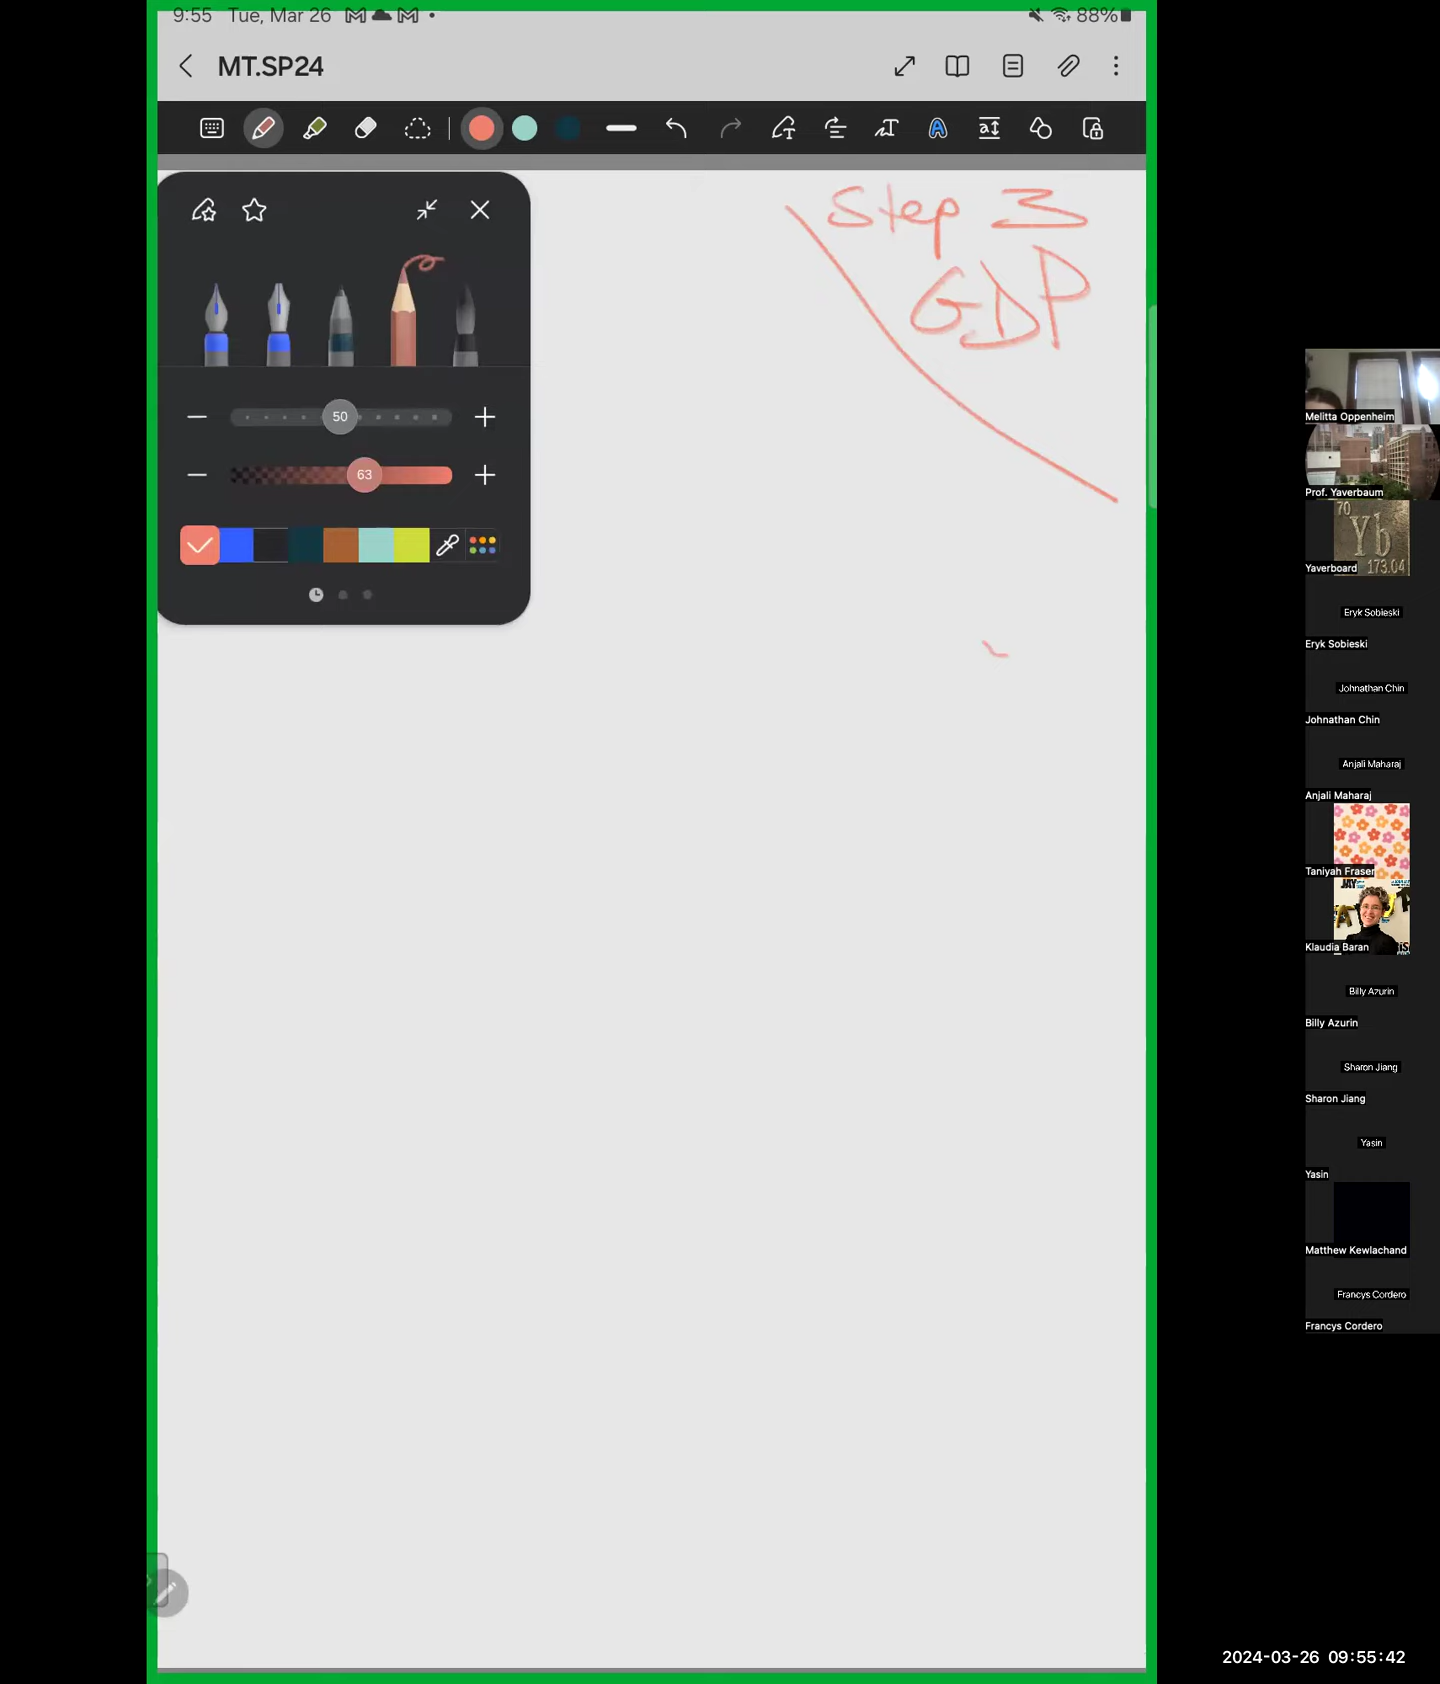 9:55 Tue, Mar 26
88%
MT.SP24
Step 3
GDP
50
63
Melitta Oppenheim
Prof. Yaverbaum
70
Yb
173.04
Yaverboard
Eryk Sobieski
Eryk Sobieski
Johnathan Chin
Johnathan Chin
Anjali Maharaj
Anjali Maharaj
Taniyah Fraser
JAY
Klaudia Baran
Billy Azurin
Billy Azurin
Sharon Jiang
Sharon Jiang
Yasin
Yasin
Matthew Kewlachand
Francys Cordero
Francys Cordero
2024-03-26 09:55:42